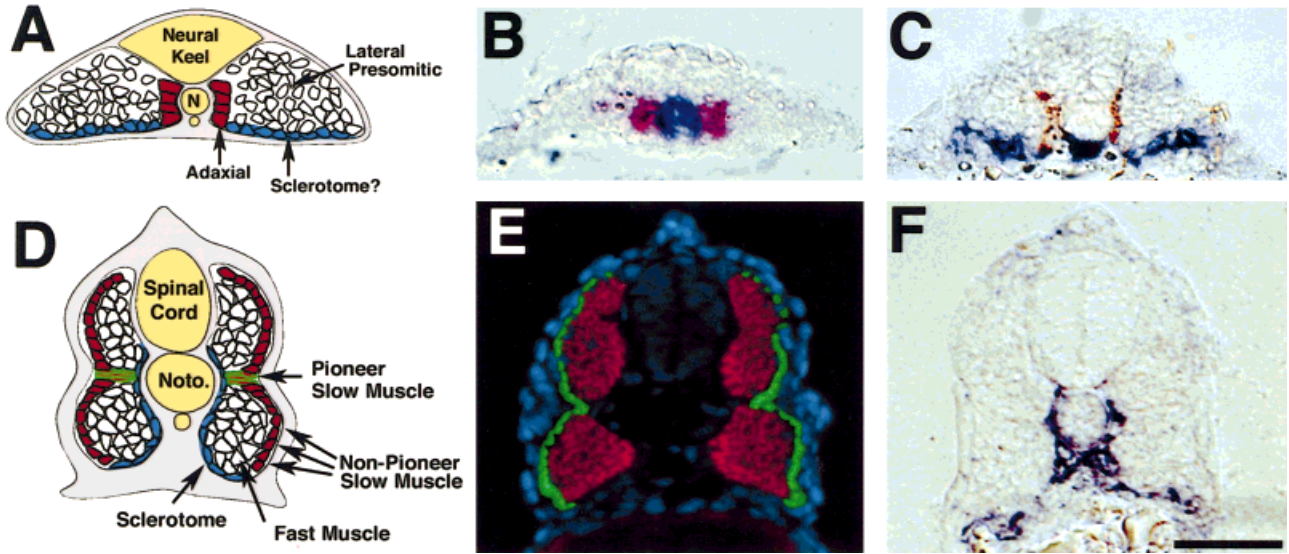 A
Neural
Keel
Lateral
Presomitic
N
Adaxial
Sclerotome?
B
C
D
Spinal
Cord
Noto.
Pioneer
Slow Muscle
Non-Pioneer
Slow Muscle
Sclerotome
Fast Muscle
E
F